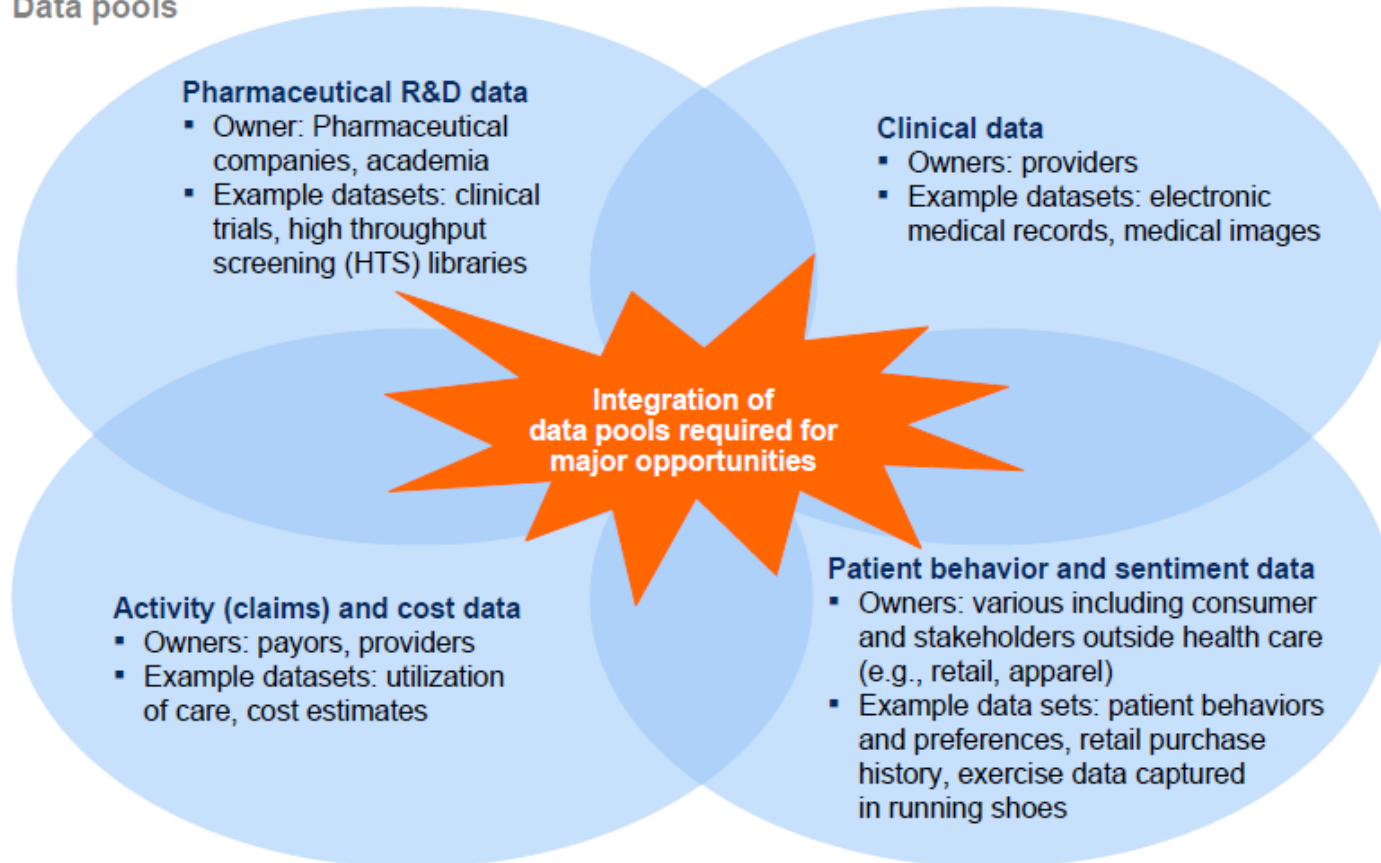 Data pools
Pharmaceutical R&D data
▪ Owner: Pharmaceutical
companies, academia
▪ Example datasets: clinical
trials, high throughput
screening (HTS) libraries
Clinical data
▪ Owners: providers
▪ Example datasets: electronic
medical records, medical images
Integration of
data pools required for
major opportunities
Activity (claims) and cost data
▪ Owners: payors, providers
▪ Example datasets: utilization
of care, cost estimates
Patient behavior and sentiment data
▪ Owners: various including consumer
and stakeholders outside health care
(e.g., retail, apparel)
▪ Example data sets: patient behaviors
and preferences, retail purchase
history, exercise data captured
in running shoes